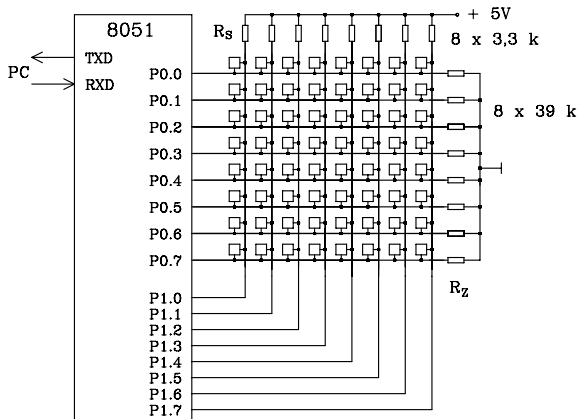 8051
TXD
PC
RXD
P0.0
P0.1
P0.2
P0.3
P0.4
P0.5
P0.6
P0.7
P1.0
P1.1
P1.2
P1.3
P1.4
P1.5
P1.6
P1.7
RS
+ 5V
8 x 3,3 k
8 x 39 k
RZ